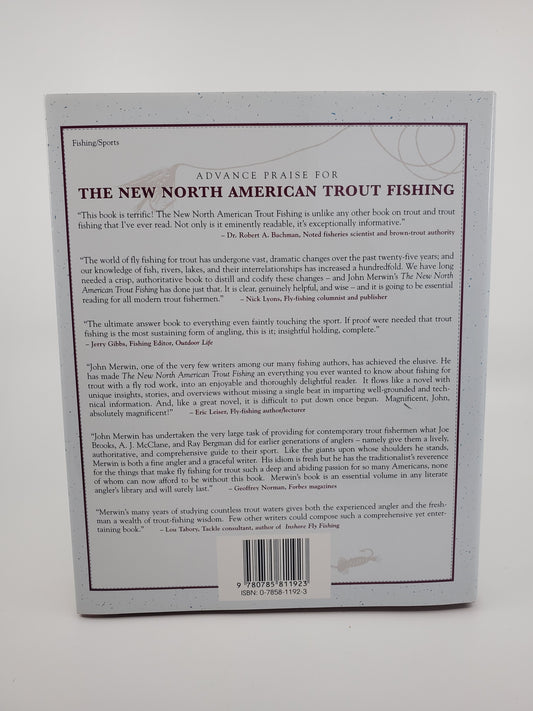 Fishing/Sports
ADVANCE PRAISE FOR
THE NEW NORTH AMERICAN TROUT FISHING
"This book is terrific! The New North American Trout Fishing is unlike any other book on trout and trout
fishing that I've ever read. Not only is it eminently readable, it's exceptionally informative."
– Dr. Robert A. Bachman, Noted fisheries scientist and brown-trout authority
"The world of fly fishing for trout has undergone vast, dramatic changes over the past twenty-five years; and
our knowledge of fish, rivers, lakes, and their interrelationships has increased a hundredfold. We have long
needed a crisp, authoritative book to distill and codify these changes – and John Merwin's The New North
American Trout Fishing has done just that. It is clear, genuinely helpful, and wise – and it is going to be essential
reading for all modern trout fishermen." – Nick Lyons, Fly-fishing columnist and publisher
"The ultimate answer book to everything even faintly touching the sport. If proof were needed that trout
fishing is the most sustaining form of angling, this is it; insightful holding, complete."
– Jerry Gibbs, Fishing Editor, Outdoor Life
"John Merwin, one of the very few writers among our many fishing authors, has achieved the elusive. He
has made The New North American Trout Fishing an everything you ever wanted to know about fishing for
trout with a fly rod work, into an enjoyable and thoroughly delightful reader. It flows like a novel with
unique insights, stories, and overviews without missing a single beat in imparting well-grounded and tech-
nical information. And, like a great novel, it is difficult to put down once begun. Magnificent, John,
absolutely magnificent!" – Eric Leiser, Fly-fishing author/lecturer
"John Merwin has undertaken the very large task of providing for contemporary trout fishermen what Joe
Brooks, A. J. McClane, and Ray Bergman did for earlier generations of anglers – namely give them a lively,
authoritative, and comprehensive guide to their sport. Like the giants upon whose shoulders he stands,
Merwin is both a fine angler and a graceful writer. His idiom is fresh but he has the traditionalist's reverence
for the things that make fly fishing for trout such a deep and abiding passion for so many Americans, none
of whom can now afford to be without this book. Merwin's book is an essential volume in any literate
angler's library and will surely last." – Geoffrey Norman, Forbes magazines
"Merwin's many years of studying countless trout waters gives both the experienced angler and the fresh-
man a wealth of trout-fishing wisdom. Few other writers could compose such a comprehensive yet enter-
taining book." – Lou Tabory, Tackle consultant, author of Inshore Fly Fishing
9 780785 811923
ISBN: 0-7858-1192-3